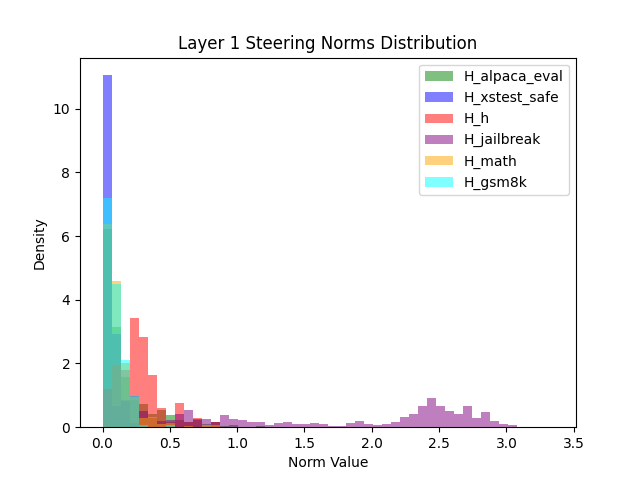 Layer 1 Steering Norms Distribution
H_alpaca_eval
H_xstest_safe
H_h
H_jailbreak
H_math
H_gsm8k
Density
10
8
6
4
2
0
0.0 0.5 1.0 1.5 2.0 2.5 3.0 3.5
Norm Value